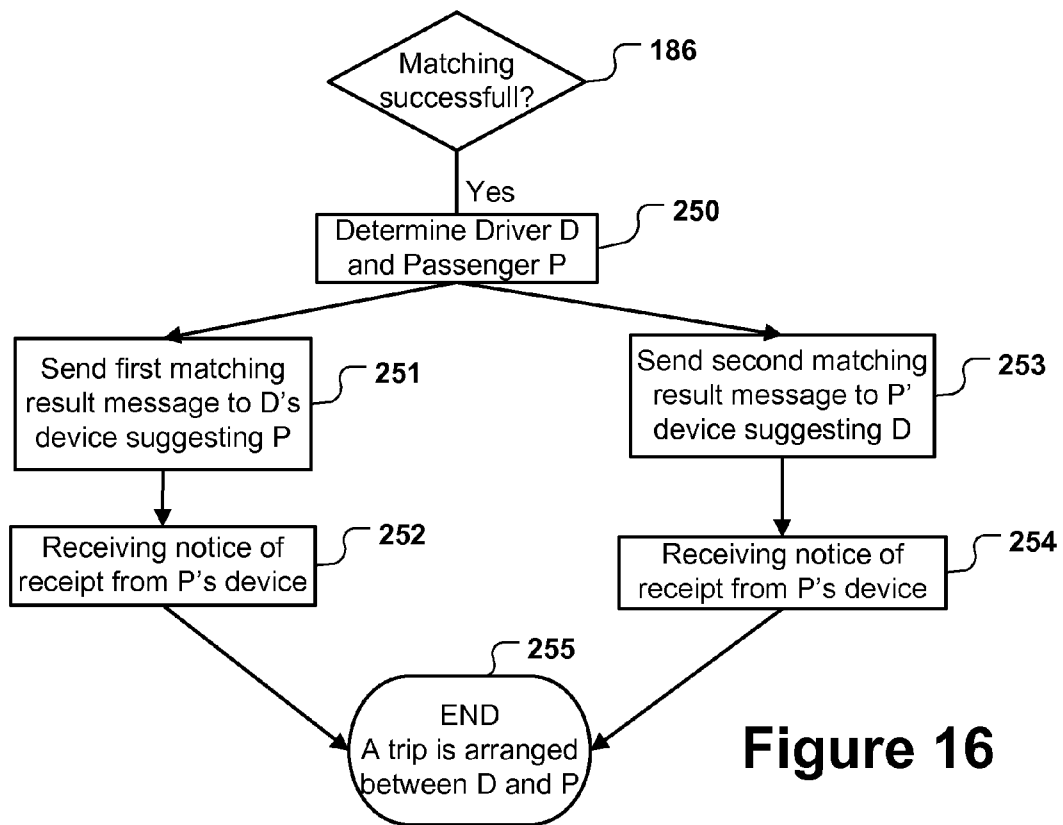 186
Matching
successfull?
Yes
250
Determine Driver D
and Passenger P
251
Send first matching
result message to D's
device suggesting P
253
Send second matching
result message to P'
device suggesting D
252
Receiving notice of
receipt from P's device
254
Receiving notice of
receipt from P's device
255
END
A trip is arranged
between D and P
Figure 16